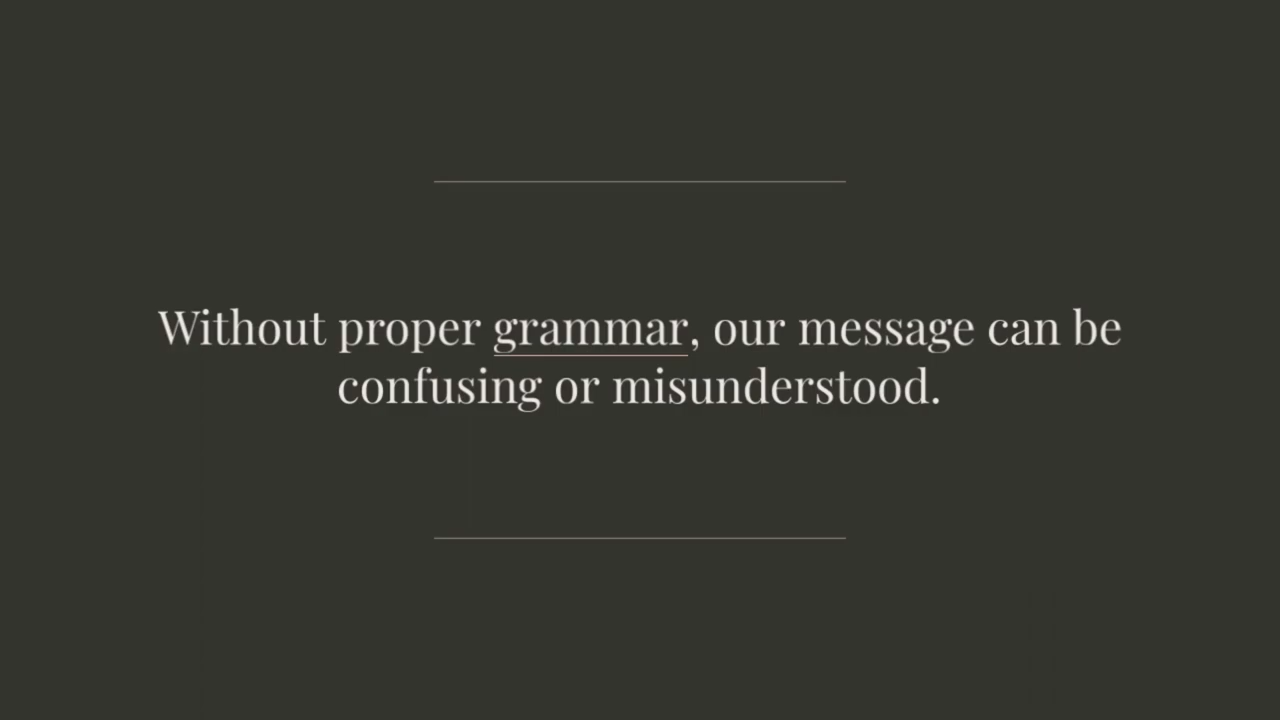 Without proper grammar, our message can be
confusing or misunderstood.